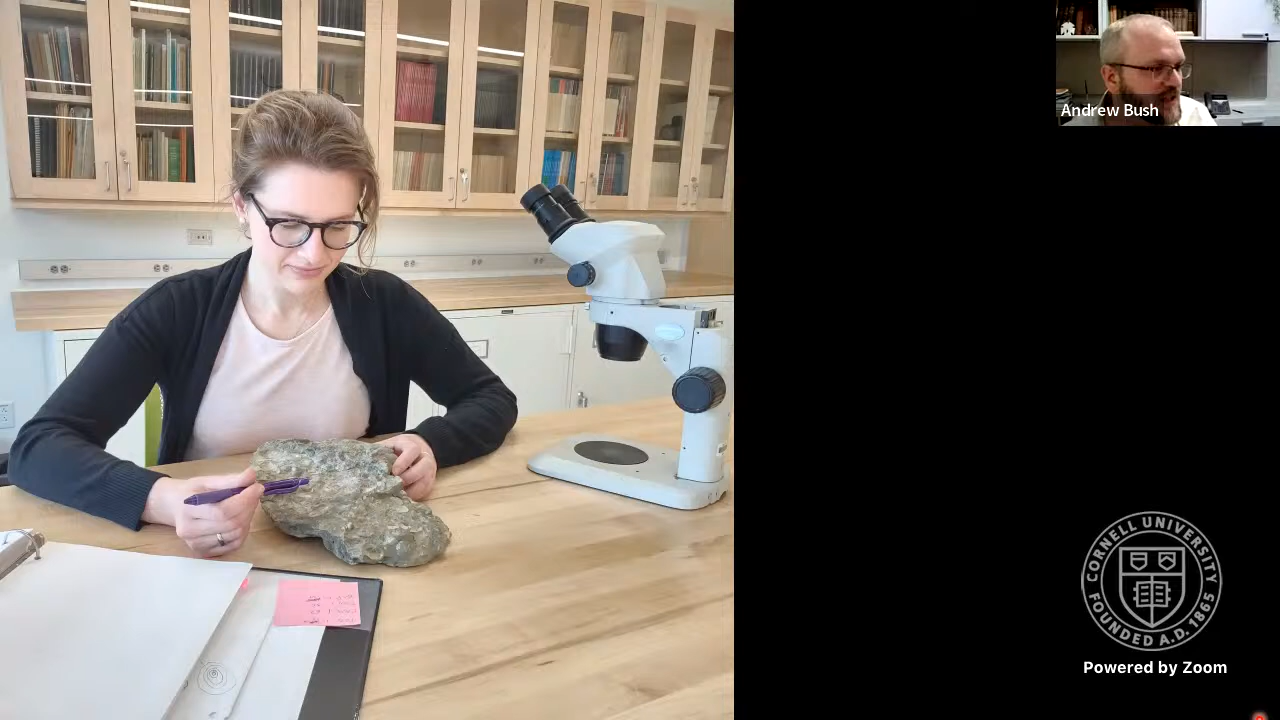 Andrew Bush
CORNELL UNIVERSITY
FOUNDED A.D. 1865
Powered by Zoom